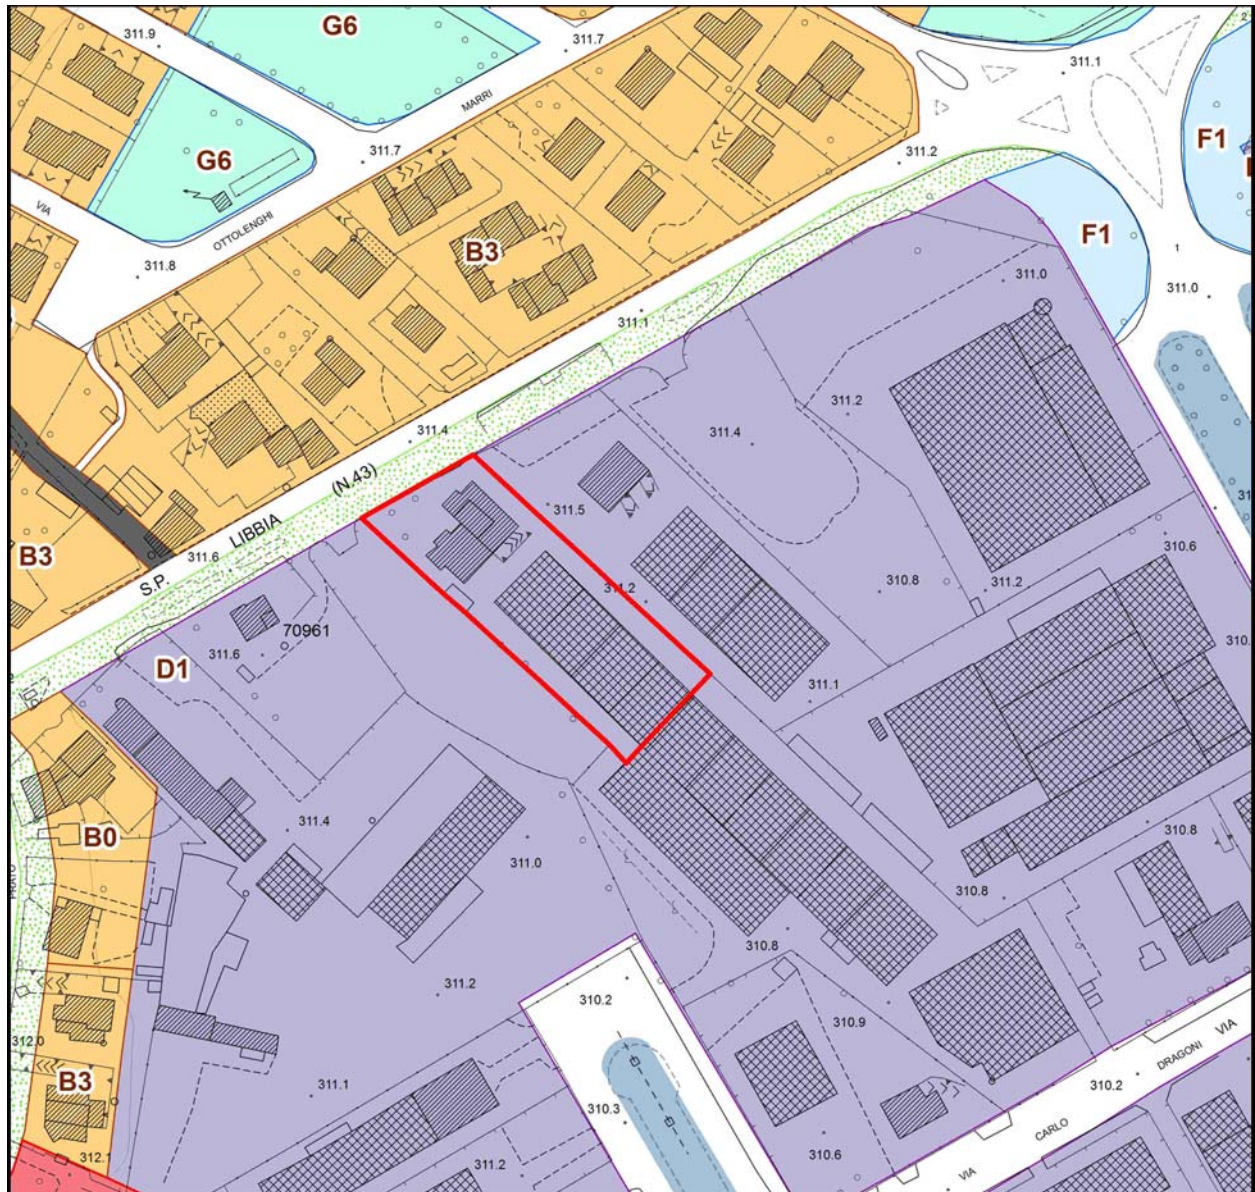 G6
311.9
311.7
311.1
MARRI
F1
311.7
311.2
G6
VIA
OTTOLENGHI
F1
B3
311.8
311.0
311.0
311.1
311.2
311.4
311.4
(N.43)
311.5
LIBBIA
310.6
B3
311.6
S.P.
311.2
310.8
311.2
70961
311.6
D1
311.1
311.4
310.8
B0
311.0
310.8
310.8
311.2
310.2
310.9
VIA
312.0
DRAGONI
B3
311.1
310.2
310.3
CARLO
310.6
312.1
311.2
VIA